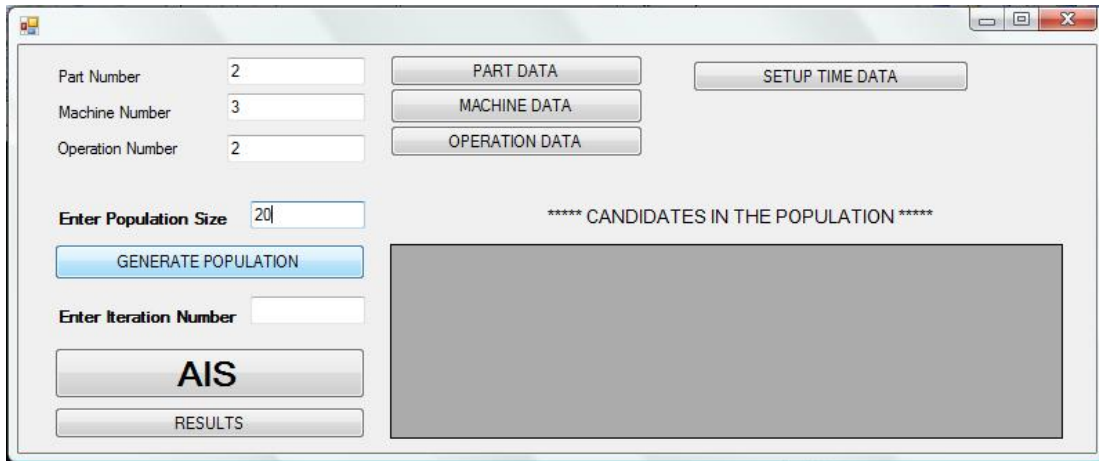 Part Number 2 PART DATA SETUP TIME DATA
Machine Number 3 MACHINE DATA
Operation Number 2 OPERATION DATA
Enter Population Size 20 ***** CANDIDATES IN THE POPULATION *****
GENERATE POPULATION
Enter Iteration Number
AIS
RESULTS